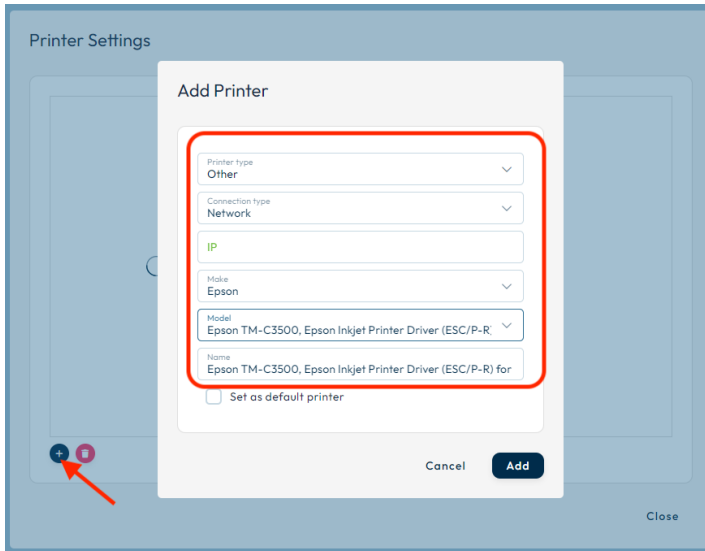 Printer Settings
Add Printer
Printer type
Other
Connection type
Network
IP
Make
Epson
Model
Epson TM-C3500, Epson Inkjet Printer Driver (ESC/P-R)
Name
Epson TM-C3500, Epson Inkjet Printer Driver (ESC/P-R) for
Set as default printer
Cancel
Add
Close